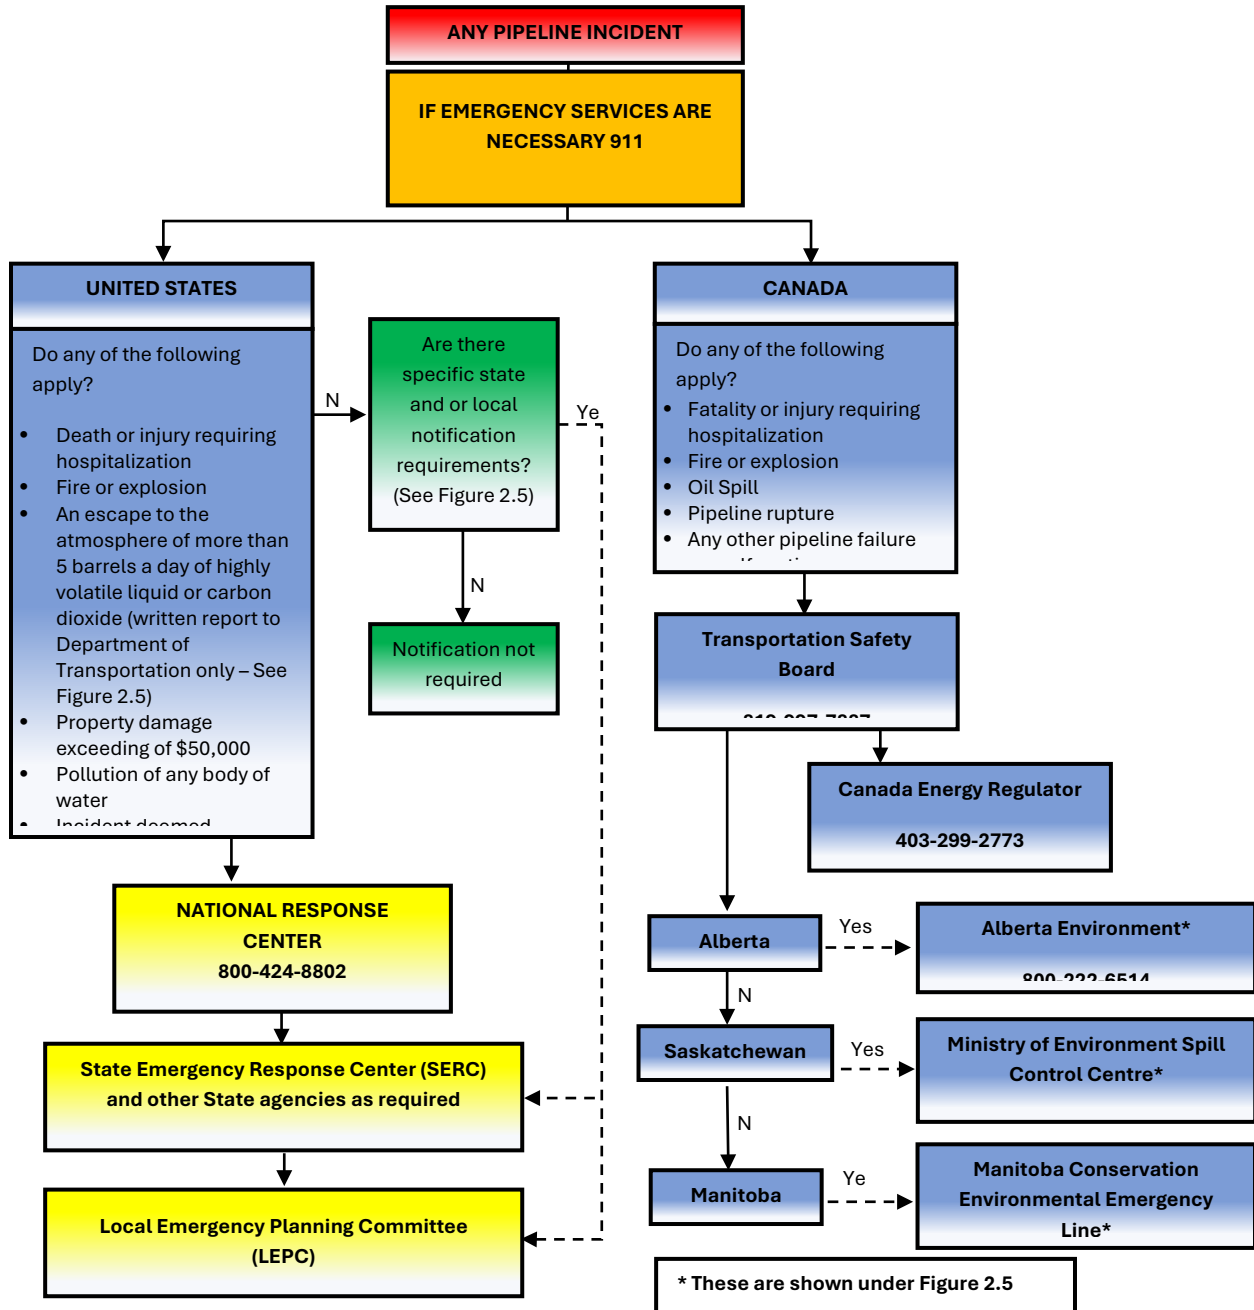 ANY PIPELINE INCIDENT
IF EMERGENCY SERVICES ARE
NECESSARY 911
UNITED STATES
Do any of the following
apply?
• Death or injury requiring
hospitalization
• Fire or explosion
• An escape to the
atmosphere of more than
5 barrels a day of highly
volatile liquid or carbon
dioxide (written report to
Department of
Transportation only – See
Figure 2.5)
• Property damage
exceeding of $50,000
• Pollution of any body of
water
• Incident deemed
N
Are there
specific state
and or local
notification
requirements?
(See Figure 2.5)
Ye
N
Notification not
required
NATIONAL RESPONSE
CENTER
800-424-8802
State Emergency Response Center (SERC)
and other State agencies as required
Local Emergency Planning Committee
(LEPC)
CANADA
Do any of the following
apply?
• Fatality or injury requiring
hospitalization
• Fire or explosion
• Oil Spill
• Pipeline rupture
• Any other pipeline failure
Transportation Safety
Board
Canada Energy Regulator
403-299-2773
Alberta
Yes
Alberta Environment*
800-222-6514
N
Saskatchewan
Yes
Ministry of Environment Spill
Control Centre*
N
Manitoba
Ye
Manitoba Conservation
Environmental Emergency
Line*
* These are shown under Figure 2.5